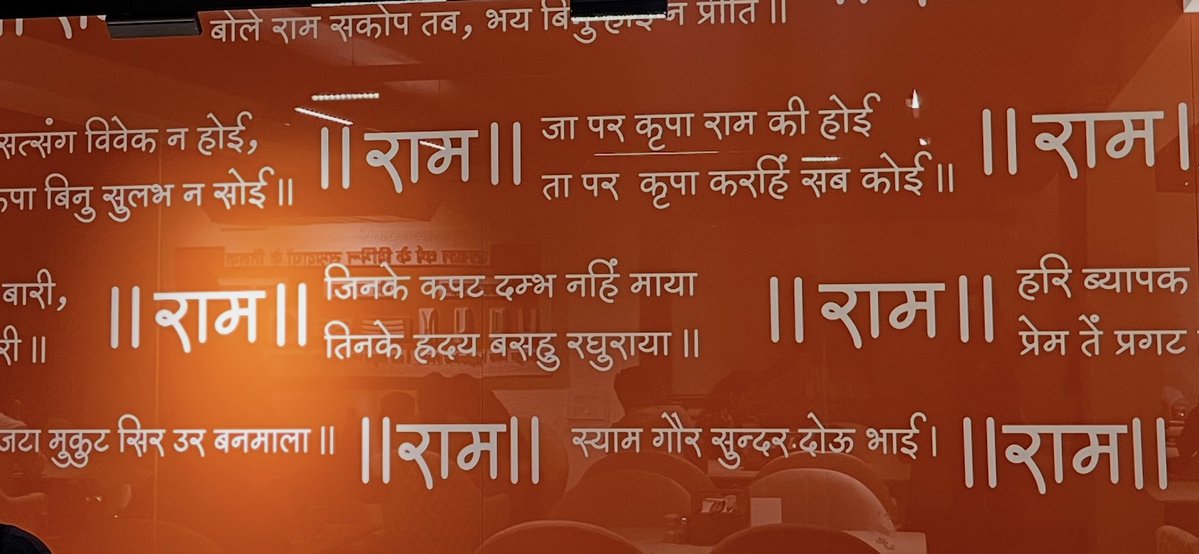 बोले राम सकोप तब, भय बिनु होइ न प्रीति ॥
सत्संग विवेक न होई,
बिनु सुलभ न सोई ॥
॥ राम ॥
जा पर कृपा राम की होई
ता पर कृपा करहिं सब कोई ॥
॥ राम
बारी,
॥ राम ॥
जिनके कपट दम्भ नहिं माया
तिनके ह्रदय बसहु रघुराया ॥
॥ राम ॥
हरि ब्यापक
प्रेम तें प्रगट
जटा मुकुट सिर उर बनमाला ॥
॥ राम ॥
स्याम गौर सुन्दर दोऊ भाई ।
॥ राम ॥